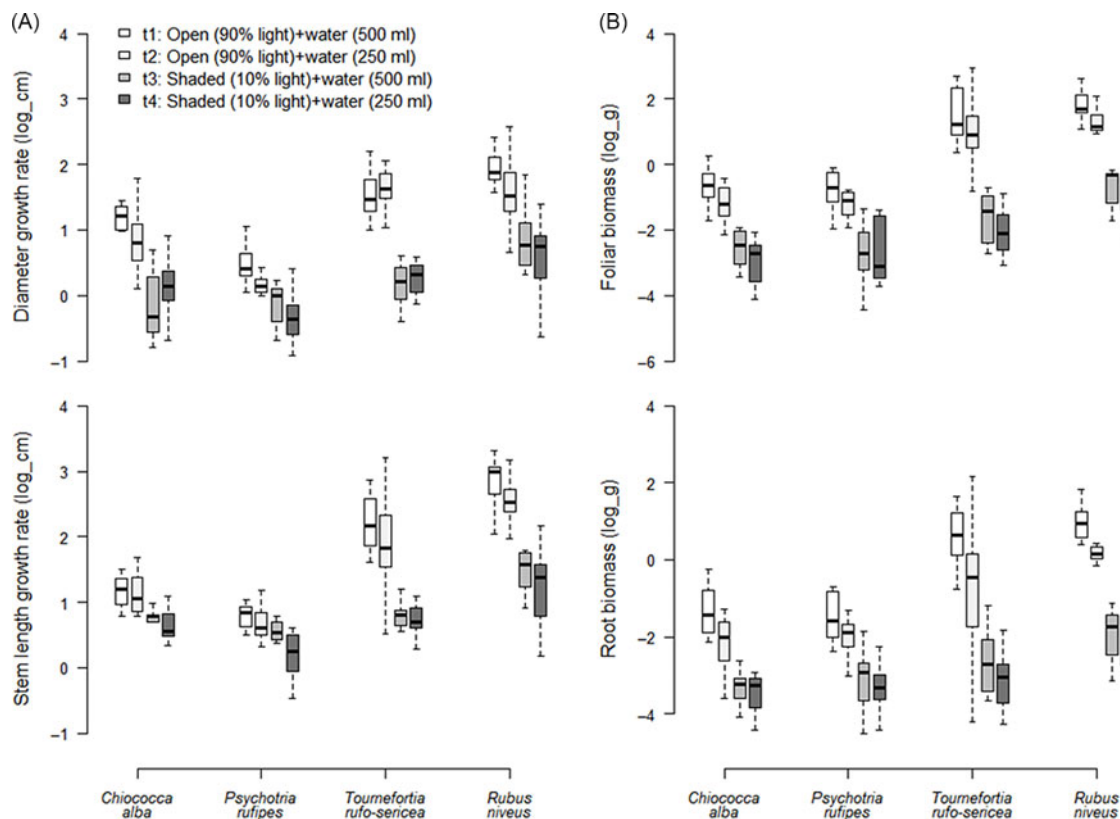 (A)
t1: Open (90% light)+water (500 ml)
t2: Open (90% light)+water (250 ml)
t3: Shaded (10% light)+water (500 ml)
t4: Shaded (10% light)+water (250 ml)
Diameter growth rate (log_cm)
4
3
2
1
0
−1
Stem length growth rate (log_cm)
4
3
2
1
0
−1
Chiococca
alba
Psychotria
rufipes
Tournefortia
rufo-sericea
Rubus
niveus
(B)
Foliar biomass (log_g)
4
2
0
−2
−4
−6
Root biomass (log_g)
4
2
0
−2
−4
Chiococca
alba
Psychotria
rufipes
Tournefortia
rufo-sericea
Rubus
niveus